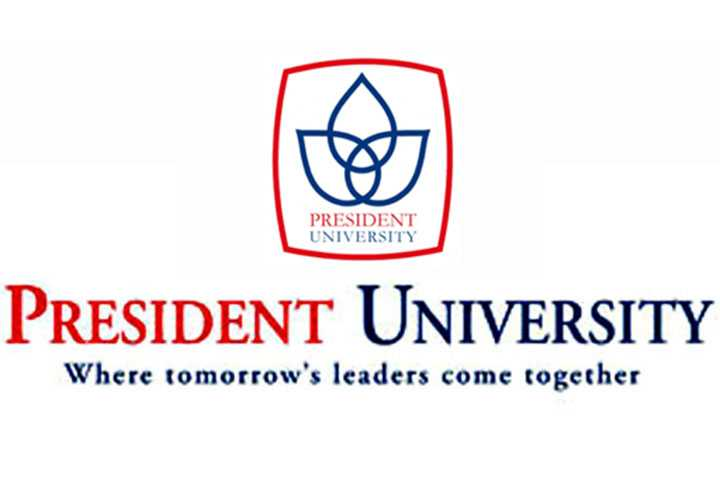 PRESIDENT
UNIVERSITY
PRESIDENT UNIVERSITY
Where tomorrow's leaders come together